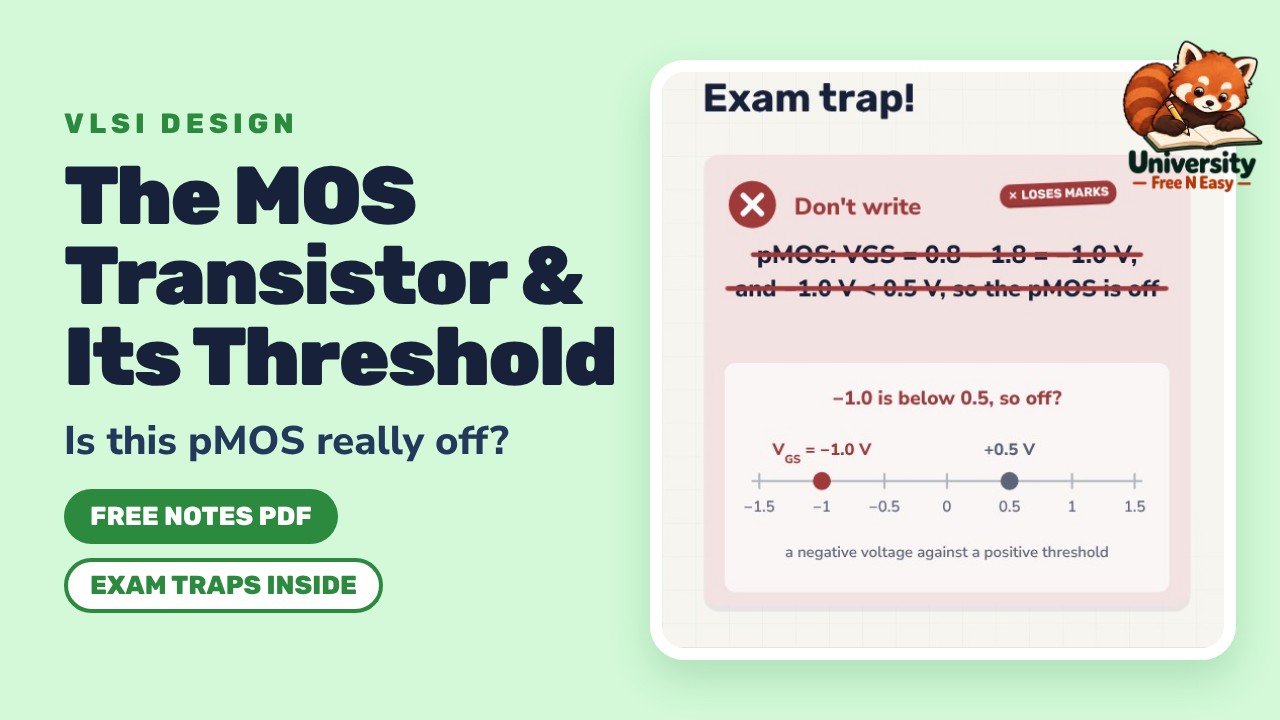 VLSI DESIGN
The MOS
Transistor &
Its Threshold
Is this pMOS really off?
FREE NOTES PDF
EXAM TRAPS INSIDE
Exam trap!
University
Free N Easy
× LOSES MARKS
Don't write
pMOS: VGS = 0.8 − 1.8 = −1.0 V,
and −1.0 V < 0.5 V, so the pMOS is off
−1.0 is below 0.5, so off?
VGS = −1.0 V
+0.5 V
−1.5 −1 −0.5 0 0.5 1 1.5
a negative voltage against a positive threshold